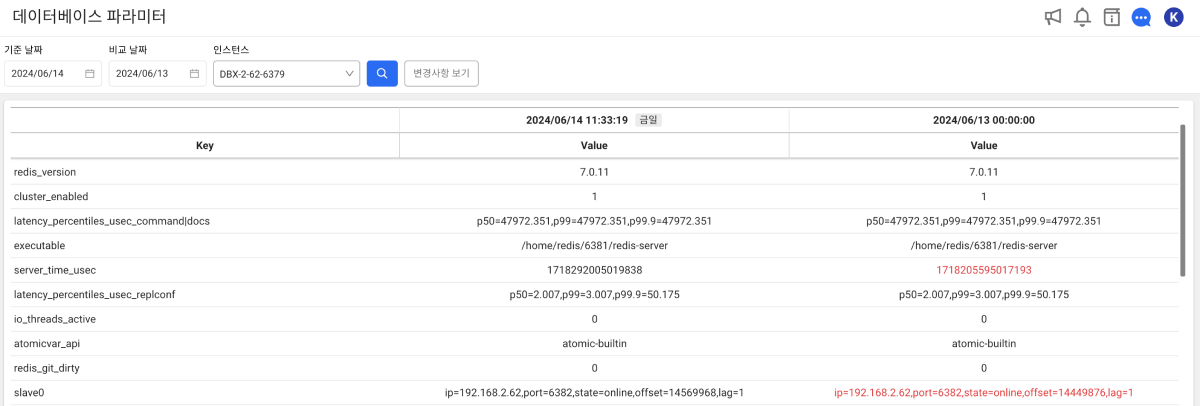 데이터베이스 파라미터
K
기준 날짜 비교 날짜 인스턴스
2024/06/14 2024/06/13 DBX-2-62-6379 변경사항 보기
2024/06/14 11:33:19 금일 2024/06/13 00:00:00
Key Value Value
redis_version 7.0.11 7.0.11
cluster_enabled 1 1
latency_percentiles_usec_command|docs p50=47972.351,p99=47972.351,p99.9=47972.351 p50=47972.351,p99=47972.351,p99.9=47972.351
executable /home/redis/6381/redis-server /home/redis/6381/redis-server
server_time_usec 1718292005019838 1718205595017193
latency_percentiles_usec_replconf p50=2.007,p99=3.007,p99.9=50.175 p50=2.007,p99=3.007,p99.9=50.175
io_threads_active 0 0
atomicvar_api atomic-builtin atomic-builtin
redis_git_dirty 0 0
slave0 ip=192.168.2.62,port=6382,state=online,offset=14569968,lag=1 ip=192.168.2.62,port=6382,state=online,offset=14449876,lag=1